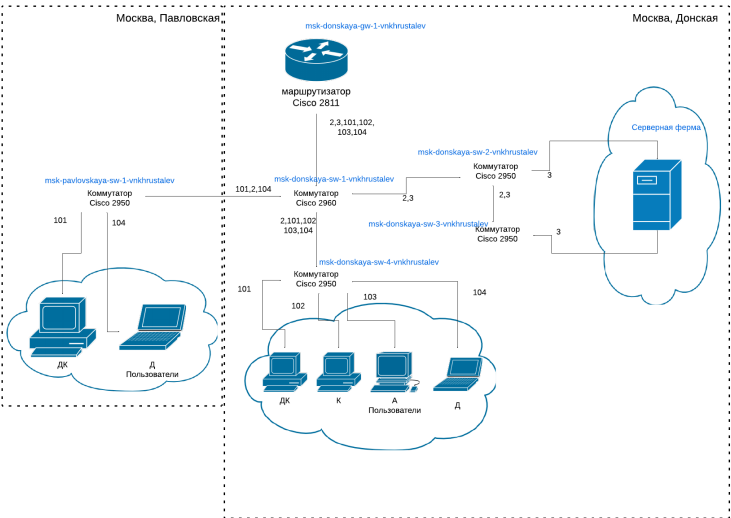 Москва, Павловская
Москва, Донская
msk-donskaya-gw-1-vnkhrustalev
маршрутизатор
Cisco 2811
2,3,101,102,
103,104
Серверная ферма
msk-donskaya-sw-2-vnkhrustalev
Коммутатор
Cisco 2950
3
msk-pavlovskaya-sw-1-vnkhrustalev
Коммутатор
Cisco 2950
101,2,104
msk-donskaya-sw-1-vnkhrustalev
Коммутатор
Cisco 2960
2,3
2,3
101
104
2,101,102
103,104
msk-donskaya-sw-3-vnkhrustalev
Коммутатор
Cisco 2950
3
msk-donskaya-sw-4-vnkhrustalev
Коммутатор
Cisco 2950
101
102
103
104
ДК
Д
Пользователи
ДК
К
А
Д
Пользователи